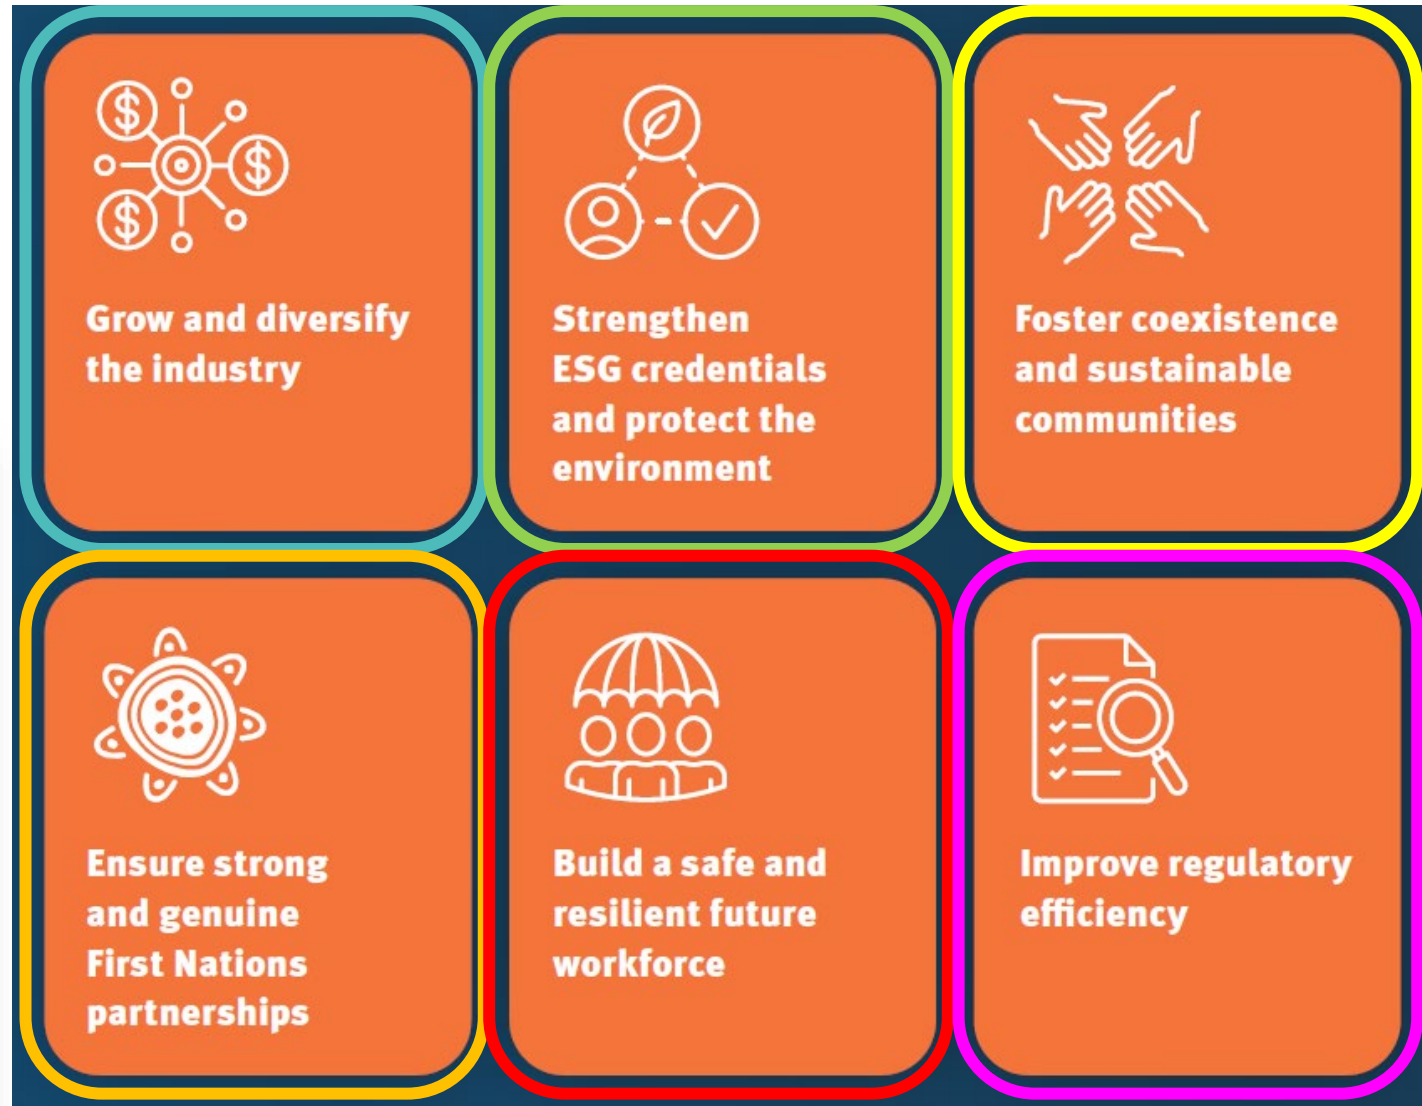 Grow and diversify
the industry
Strengthen
ESG credentials
and protect the
environment
Foster coexistence
and sustainable
communities
Ensure strong
and genuine
First Nations
partnerships
Build a safe and
resilient future
workforce
Improve regulatory
efficiency